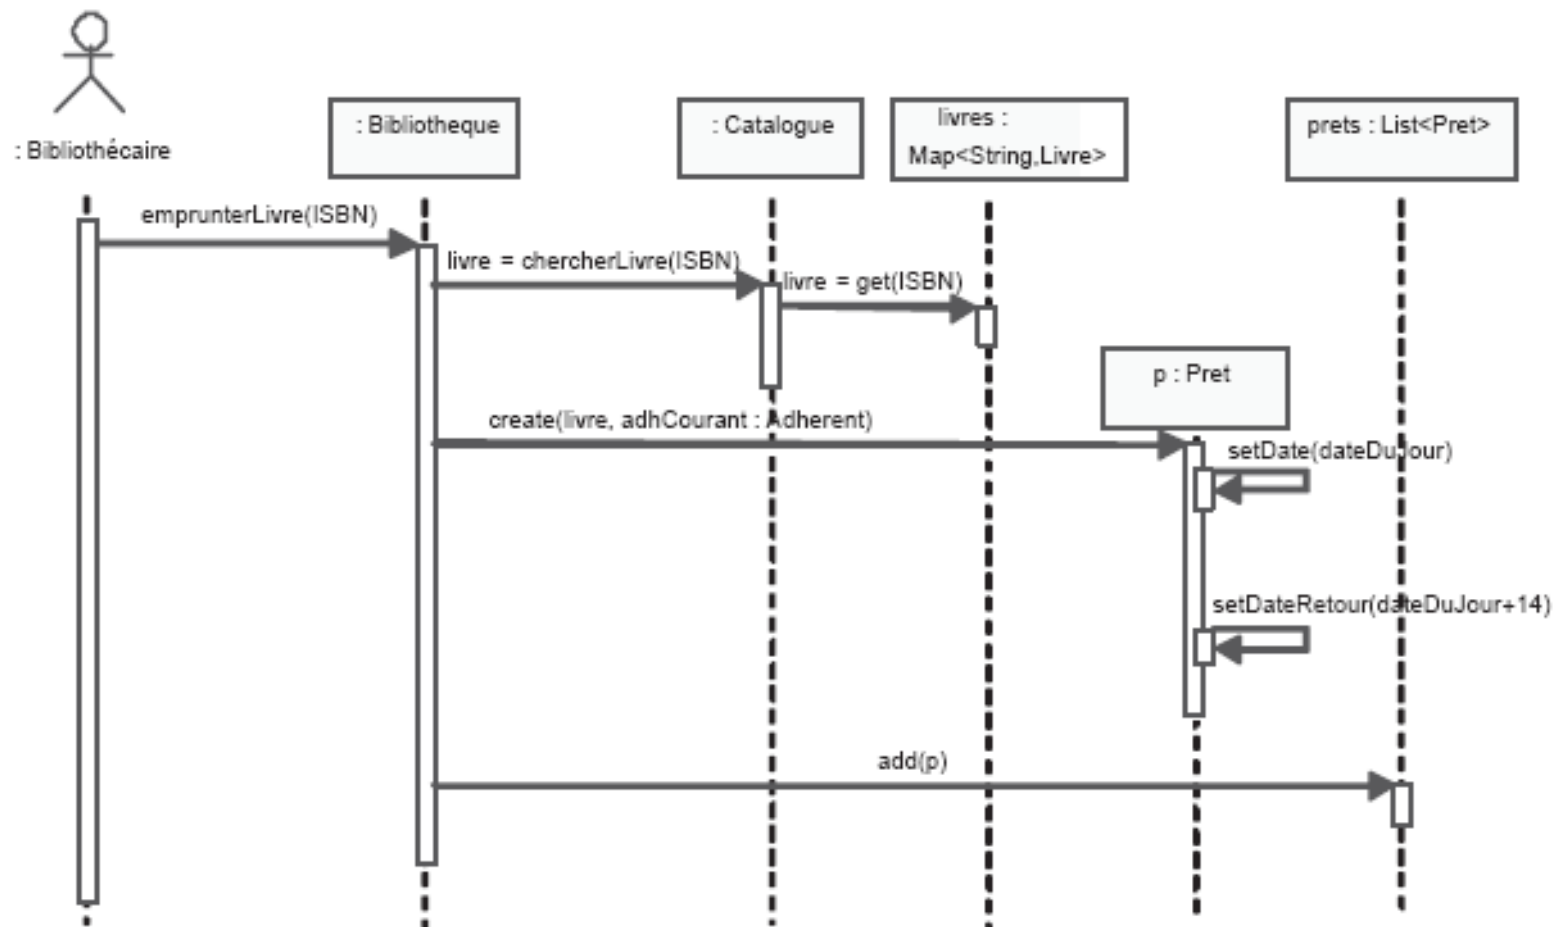 : Bibliothécaire
: Bibliotheque
: Catalogue
livres :
Map<String,Livre>
prets : List<Pret>
emprunterLivre(ISBN)
livre = chercherLivre(ISBN)
livre = get(ISBN)
p : Pret
create(livre, adhCourant : Adherent)
setDate(dateDuJour)
setDateRetour(dateDuJour+14)
add(p)